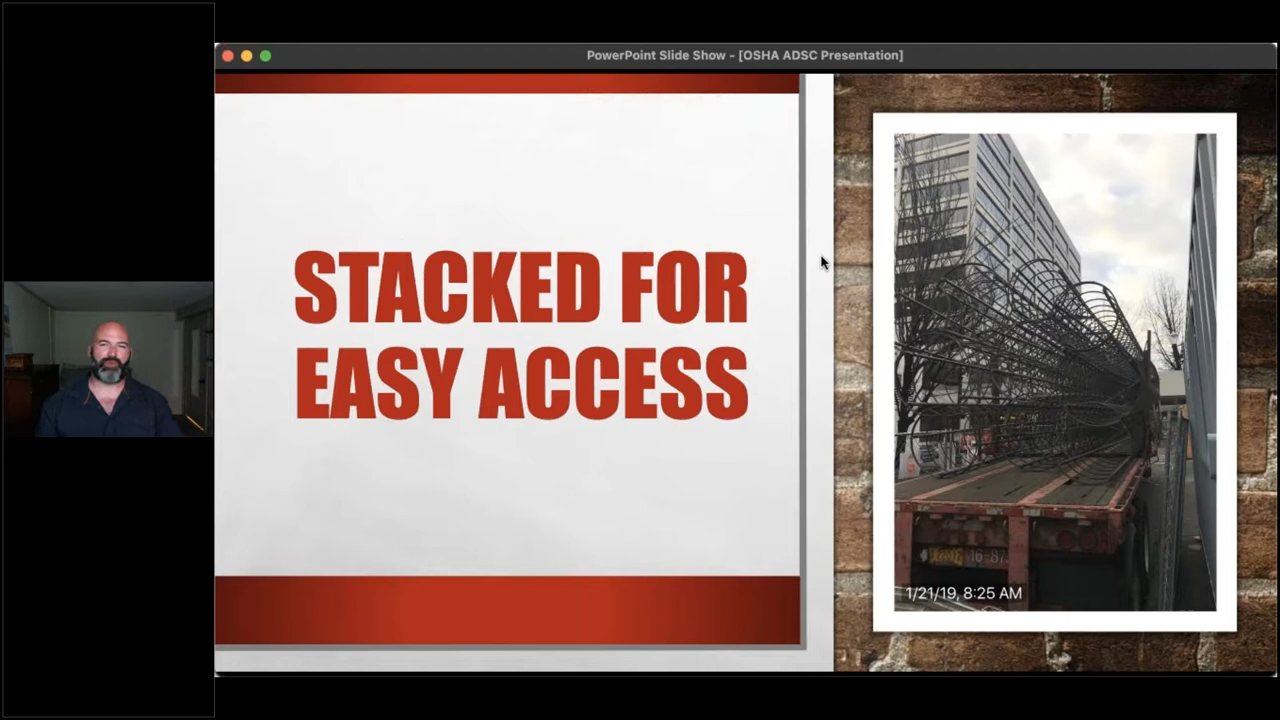 PowerPoint Slide Show - [OSHA ADSC Presentation]
STACKED FOR
EASY ACCESS
1/21/19, 8:25 AM